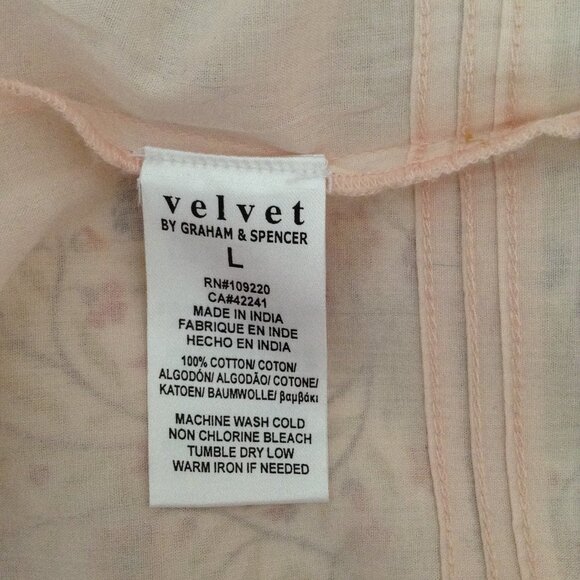 velvet
BY GRAHAM & SPENCER
L
RN#109220
CA#42241
MADE IN INDIA
FABRIQUE EN INDE
HECHO EN INDIA
100% COTTON/ COTON/
ALGODÓN/ ALGODÃO/ COTONE/
KATOEN/ BAUMWOLLE/ βαμβάκι
MACHINE WASH COLD
NON CHLORINE BLEACH
TUMBLE DRY LOW
WARM IRON IF NEEDED